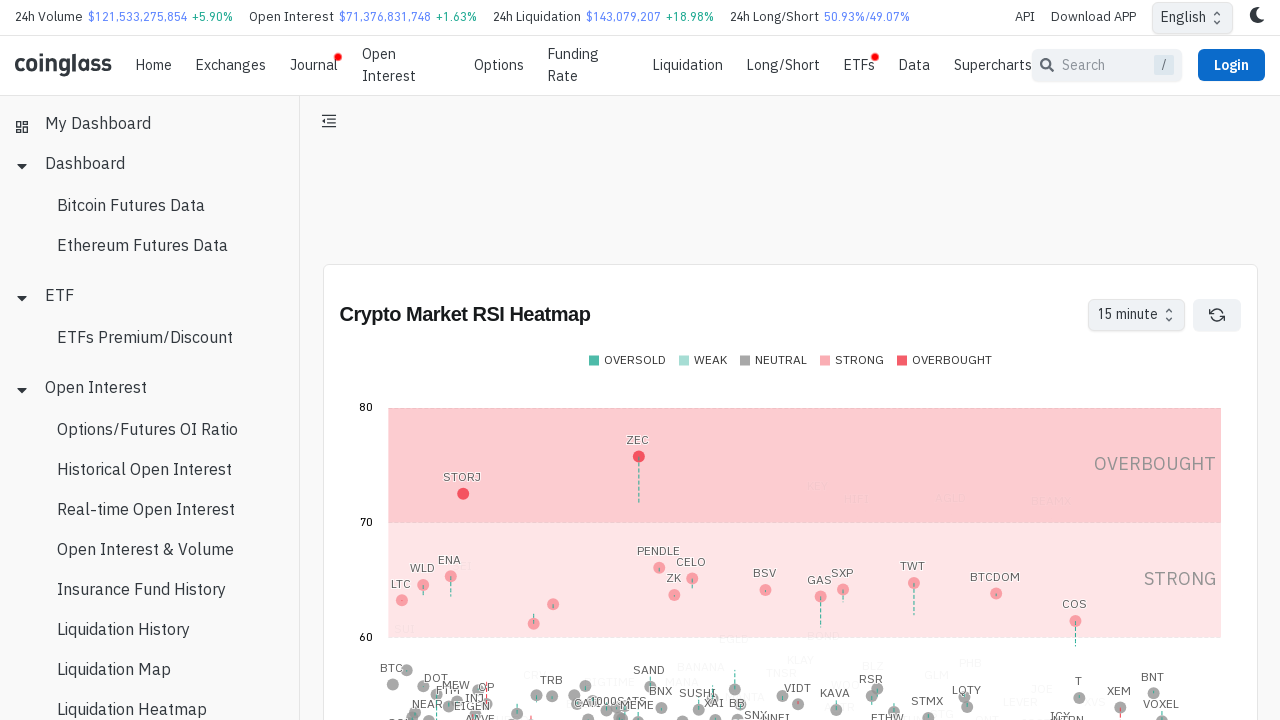 24h Volume $121,533,275,854 +5.90% Open Interest $71,376,831,748 +1.63% 24h Liquidation $143,079,207 +18.98% 24h Long/Short 50.93%/49.07% API Download APP English
coinglass Home Exchanges Journal Open Interest Options Funding Rate Liquidation Long/Short ETFs Data Supercharts Search / Login
My Dashboard
Dashboard
Bitcoin Futures Data
Ethereum Futures Data
ETF
ETFs Premium/Discount
Open Interest
Options/Futures OI Ratio
Historical Open Interest
Real-time Open Interest
Open Interest & Volume
Insurance Fund History
Liquidation History
Liquidation Map
Liquidation Heatmap
Crypto Market RSI Heatmap 15 minute
OVERSOLD WEAK NEUTRAL STRONG OVERBOUGHT
80
ZEC
OVERBOUGHT
STORJ
70
PENDLE
WLD ENA CELO
BSV SXP TWT
LTC ZK GAS BTCDOM
STRONG
COS
60
BTC SAND
DOT TRB RSR T BNT
MEW OP BNX SUSHI VIDT KAVA LQTY XEM
NEAR INJ EIGEN MEME XAI BB STMX VOXEL
AAVE SNX ETHW ICX